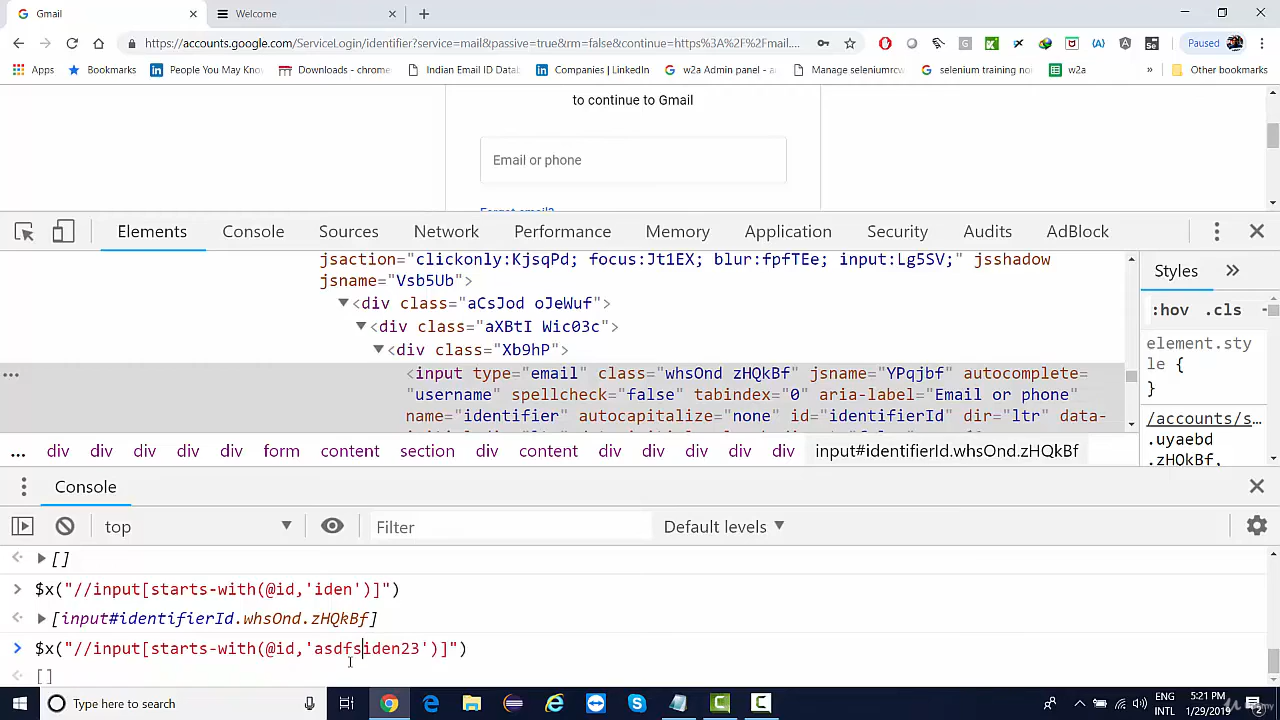 Gmail
Welcome
https://accounts.google.com/ServiceLogin/identifier?service=mail&passive=true&rm=false&continue=https%3A%2F%2Fmail....
Paused
Apps
Bookmarks
People You May Know
Downloads - chrome
Indian Email ID Data
Companies | LinkedIn
w2a Admin panel - a
Manage seleniumrc
selenium training no
w2a
»
Other bookmarks
to continue to Gmail
Email or phone
Forgot email?
Elements
Console
Sources
Network
Performance
Memory
Application
Security
Audits
AdBlock
jsaction="clickonly:KjsqPd; focus:Jt1EX; blur:fpfTEe; input:Lg5SV;" jsshadow
jsname="Vsb5Ub">
<div class="aCsJod oJeWuf">
<div class="aXBtI Wic03c">
<div class="Xb9hP">
<input type="email" class="whsOnd zHQkBf" jsname="YPqjbf" autocomplete=
"username" spellcheck="false" tabindex="0" aria-label="Email or phone"
name="identifier" autocapitalize="none" id="identifierId" dir="ltr" data-
Styles
»
:hov .cls
element.sty
le {
}
/accounts/s...
.uyaebd
.zHQkBf,
... div div div div div form content section div content div div div div input#identifierId.whsOnd.zHQkBf
Console
top
Filter
Default levels
[]
$x("//input[starts-with(@id,'iden')]")
[input#identifierId.whsOnd.zHQkBf]
$x("//input[starts-with(@id,'asdfsiden23')]")
[]
Type here to search
ENG
INTL
5:21 PM
1/29/2019